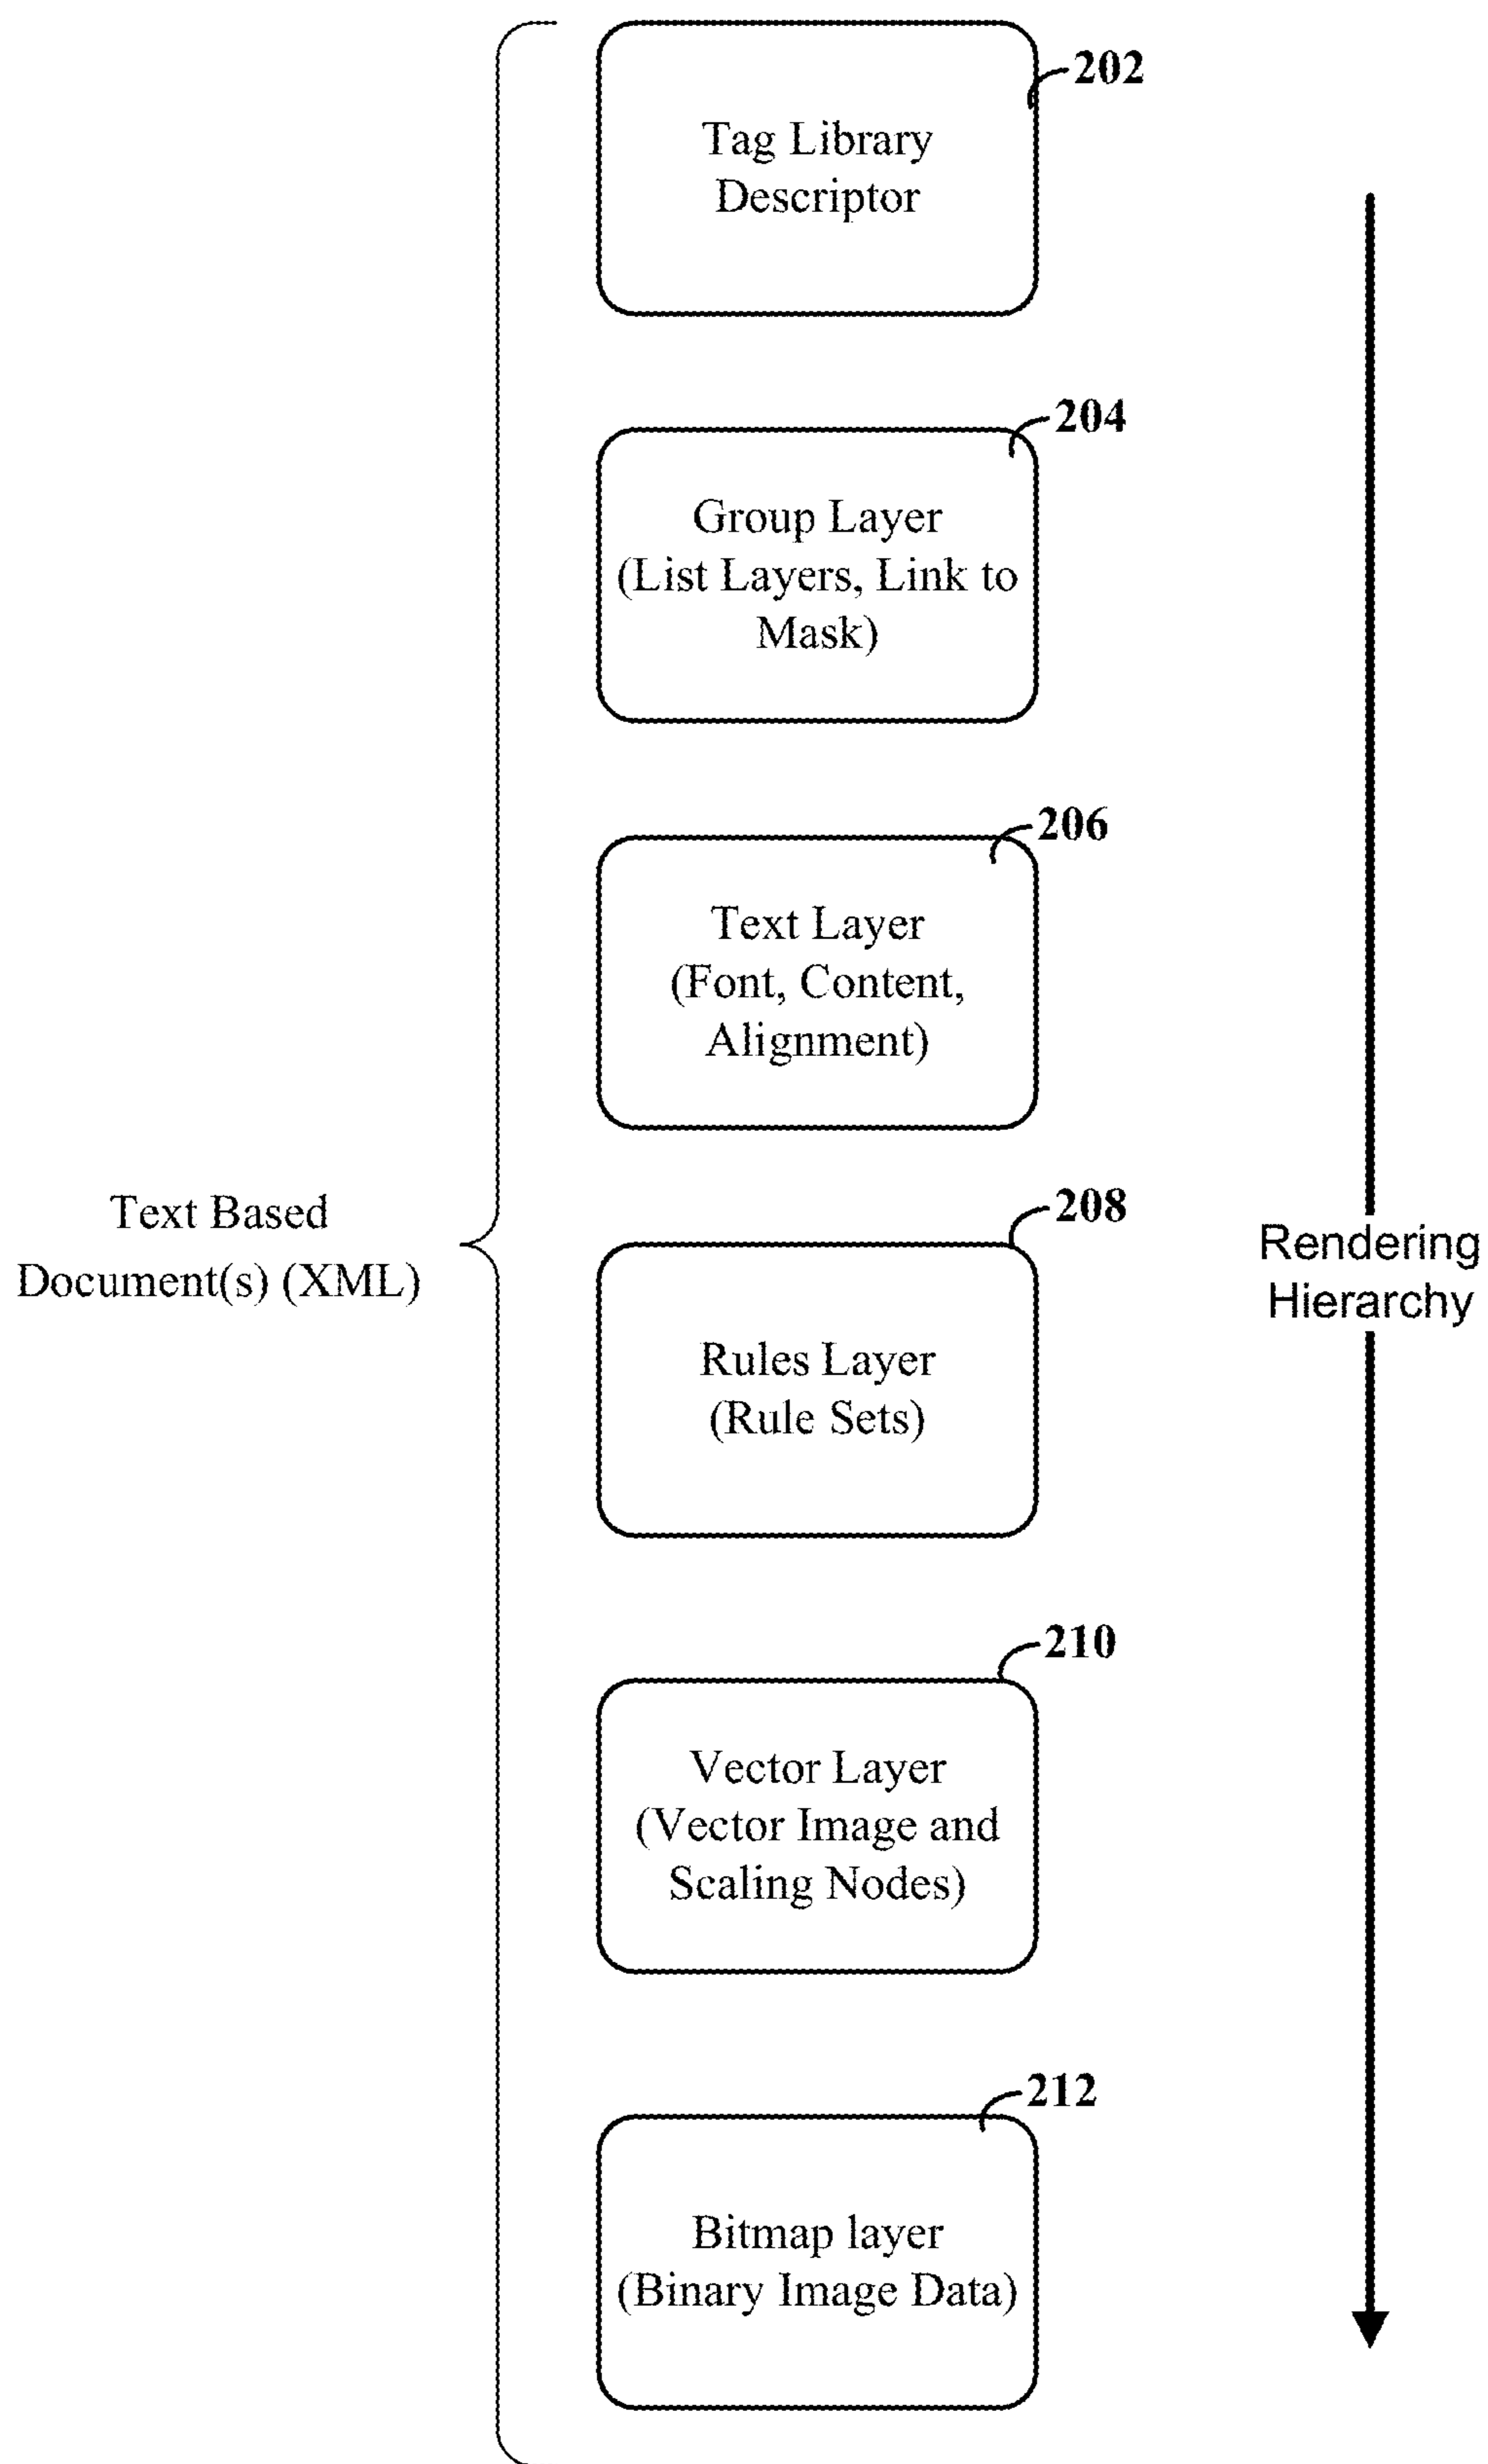 202
Tag Library
Descriptor
204
Group Layer
(List Layers, Link to
Mask)
206
Text Layer
(Font, Content,
Alignment)
208
Text Based
Document(s) (XML)
Rendering
Hierarchy
Rules Layer
(Rule Sets)
210
Vector Layer
(Vector Image and
Scaling Nodes)
212
Bitmap layer
(Binary Image Data)